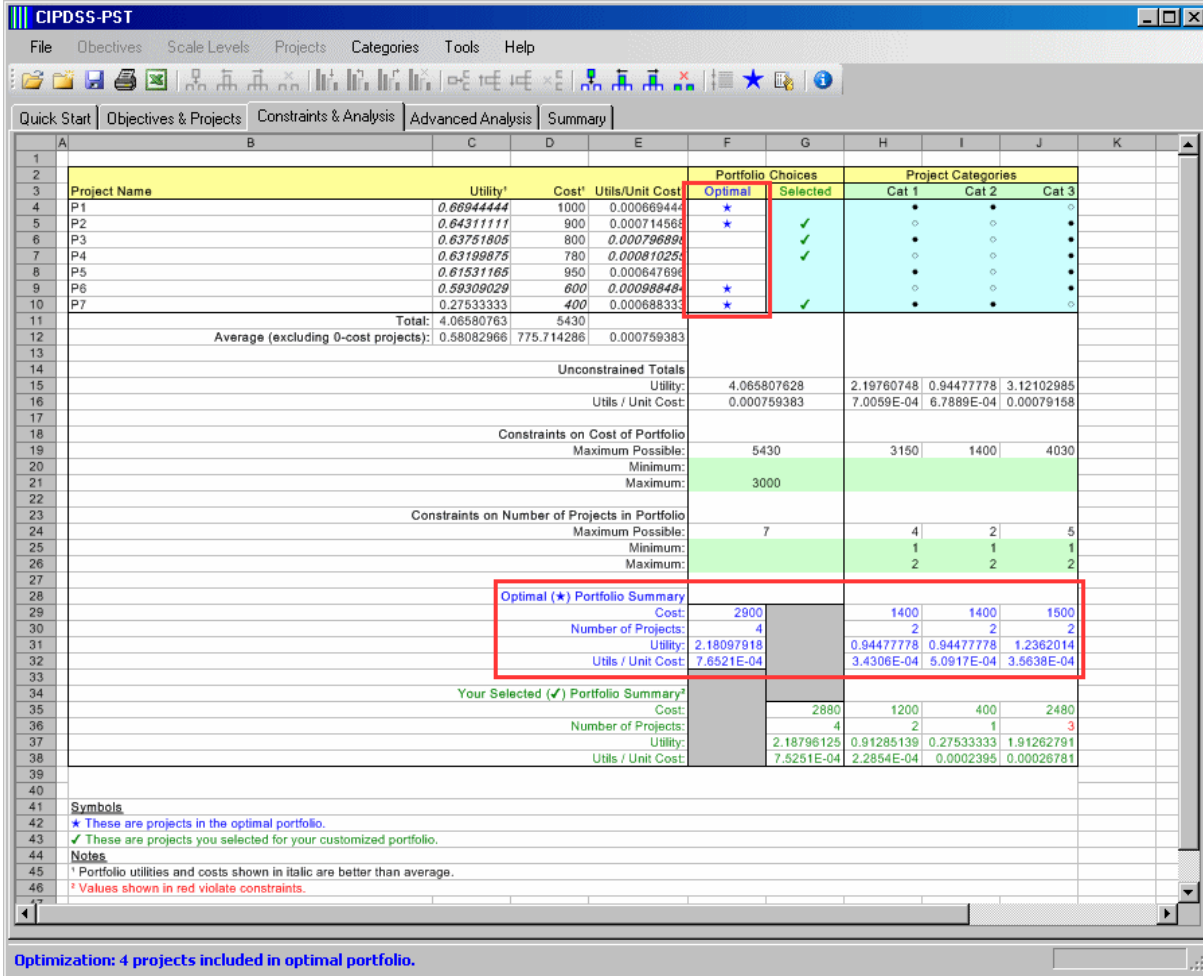 CIPDSS-PST
File Obectives Scale Levels Projects Categories Tools Help
Quick Start Objectives & Projects Constraints & Analysis Advanced Analysis Summary
A B C D E F G H I J K
1
2 Portfolio Choices Project Categories
3 Project Name Utility¹ Cost¹ Utils/Unit Cost Optimal Selected Cat 1 Cat 2 Cat 3
4 P1 0.66944444 1000 0.000669444 ★ ● ● ○
5 P2 0.64311111 900 0.000714568 ★ ✓ ○ ○ ●
6 P3 0.63751805 800 0.000796898 ✓ ● ○ ●
7 P4 0.63199875 780 0.000810255 ✓ ○ ○ ●
8 P5 0.61531165 950 0.000647696 ● ○ ●
9 P6 0.59309029 600 0.000988484 ★ ○ ○ ●
10 P7 0.27533333 400 0.000688333 ★ ✓ ● ● ○
11 Total: 4.06580763 5430
12 Average (excluding 0-cost projects): 0.58082966 775.714286 0.000759383
13
14 Unconstrained Totals
15 Utility: 4.065807628 2.19760748 0.94477778 3.12102985
16 Utils / Unit Cost: 0.000759383 7.0059E-04 6.7889E-04 0.00079158
17
18 Constraints on Cost of Portfolio
19 Maximum Possible: 5430 3150 1400 4030
20 Minimum:
21 Maximum: 3000
22
23 Constraints on Number of Projects in Portfolio
24 Maximum Possible: 7 4 2 5
25 Minimum: 1 1 1
26 Maximum: 2 2 2
27
28 Optimal (★) Portfolio Summary
29 Cost: 2900 1400 1400 1500
30 Number of Projects: 4 2 2 2
31 Utility: 2.18097918 0.94477778 0.94477778 1.2362014
32 Utils / Unit Cost: 7.6521E-04 3.4306E-04 5.0917E-04 3.5638E-04
33
34 Your Selected (✓) Portfolio Summary²
35 Cost: 2880 1200 400 2480
36 Number of Projects: 4 2 1 3
37 Utility: 2.18796125 0.91285139 0.27533333 1.91262791
38 Utils / Unit Cost: 7.5251E-04 2.2854E-04 0.0002395 0.00026781
39
40
41 Symbols
42 ★ These are projects in the optimal portfolio.
43 ✓ These are projects you selected for your customized portfolio.
44 Notes
45 ¹ Portfolio utilities and costs shown in italic are better than average.
46 ² Values shown in red violate constraints.
47
Optimization: 4 projects included in optimal portfolio.